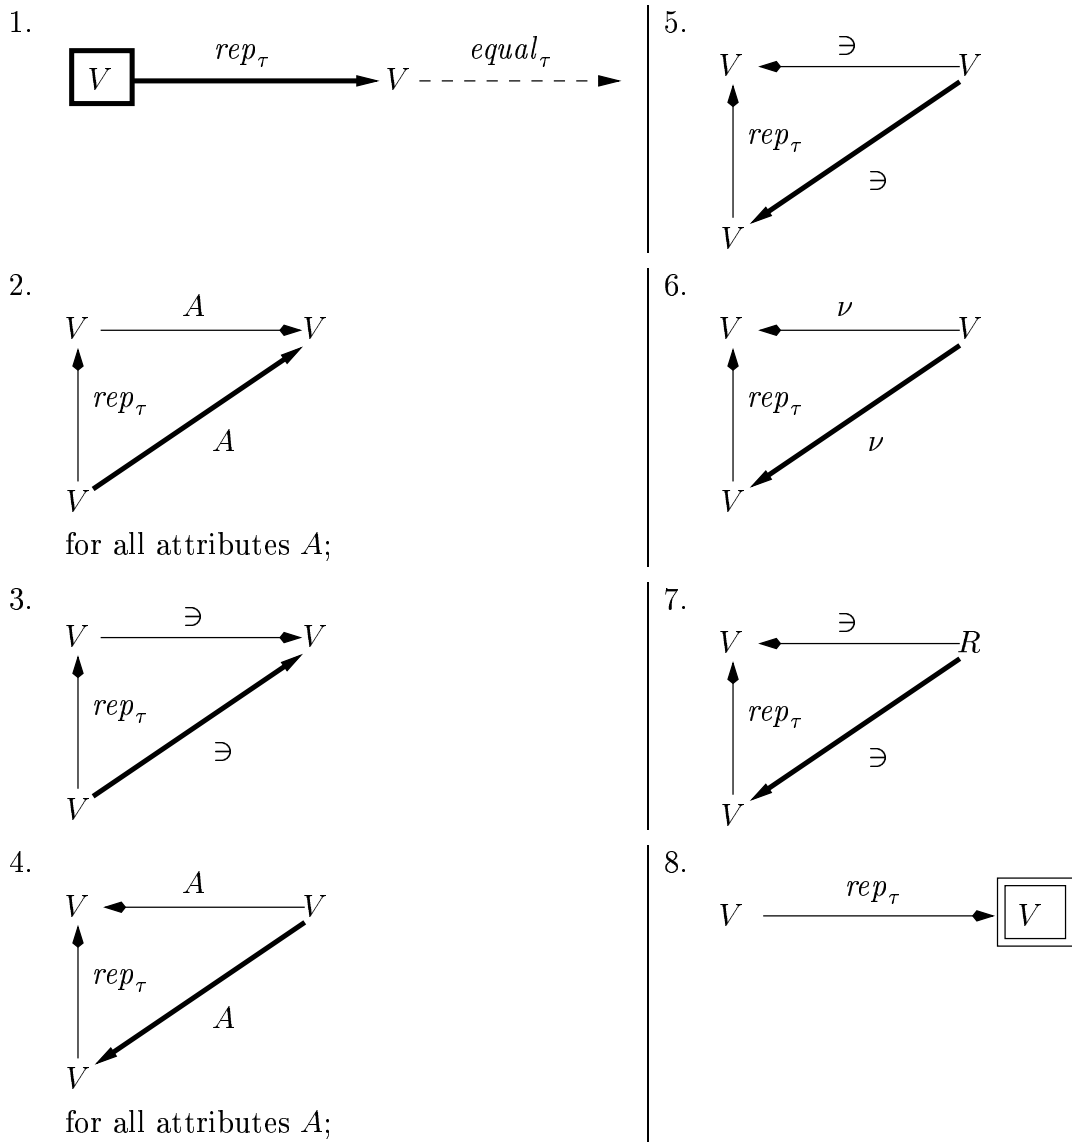 1.
rep_τ equal_τ
V V
2.
A
V V
rep_τ
A
V
for all attributes A;
3.
∋
V V
rep_τ
∋
V
4.
A
V V
rep_τ
A
V
for all attributes A;
5.
∋
V V
rep_τ
∋
V
6.
ν
V V
rep_τ
ν
V
7.
∋
V R
rep_τ
∋
V
8.
rep_τ
V V